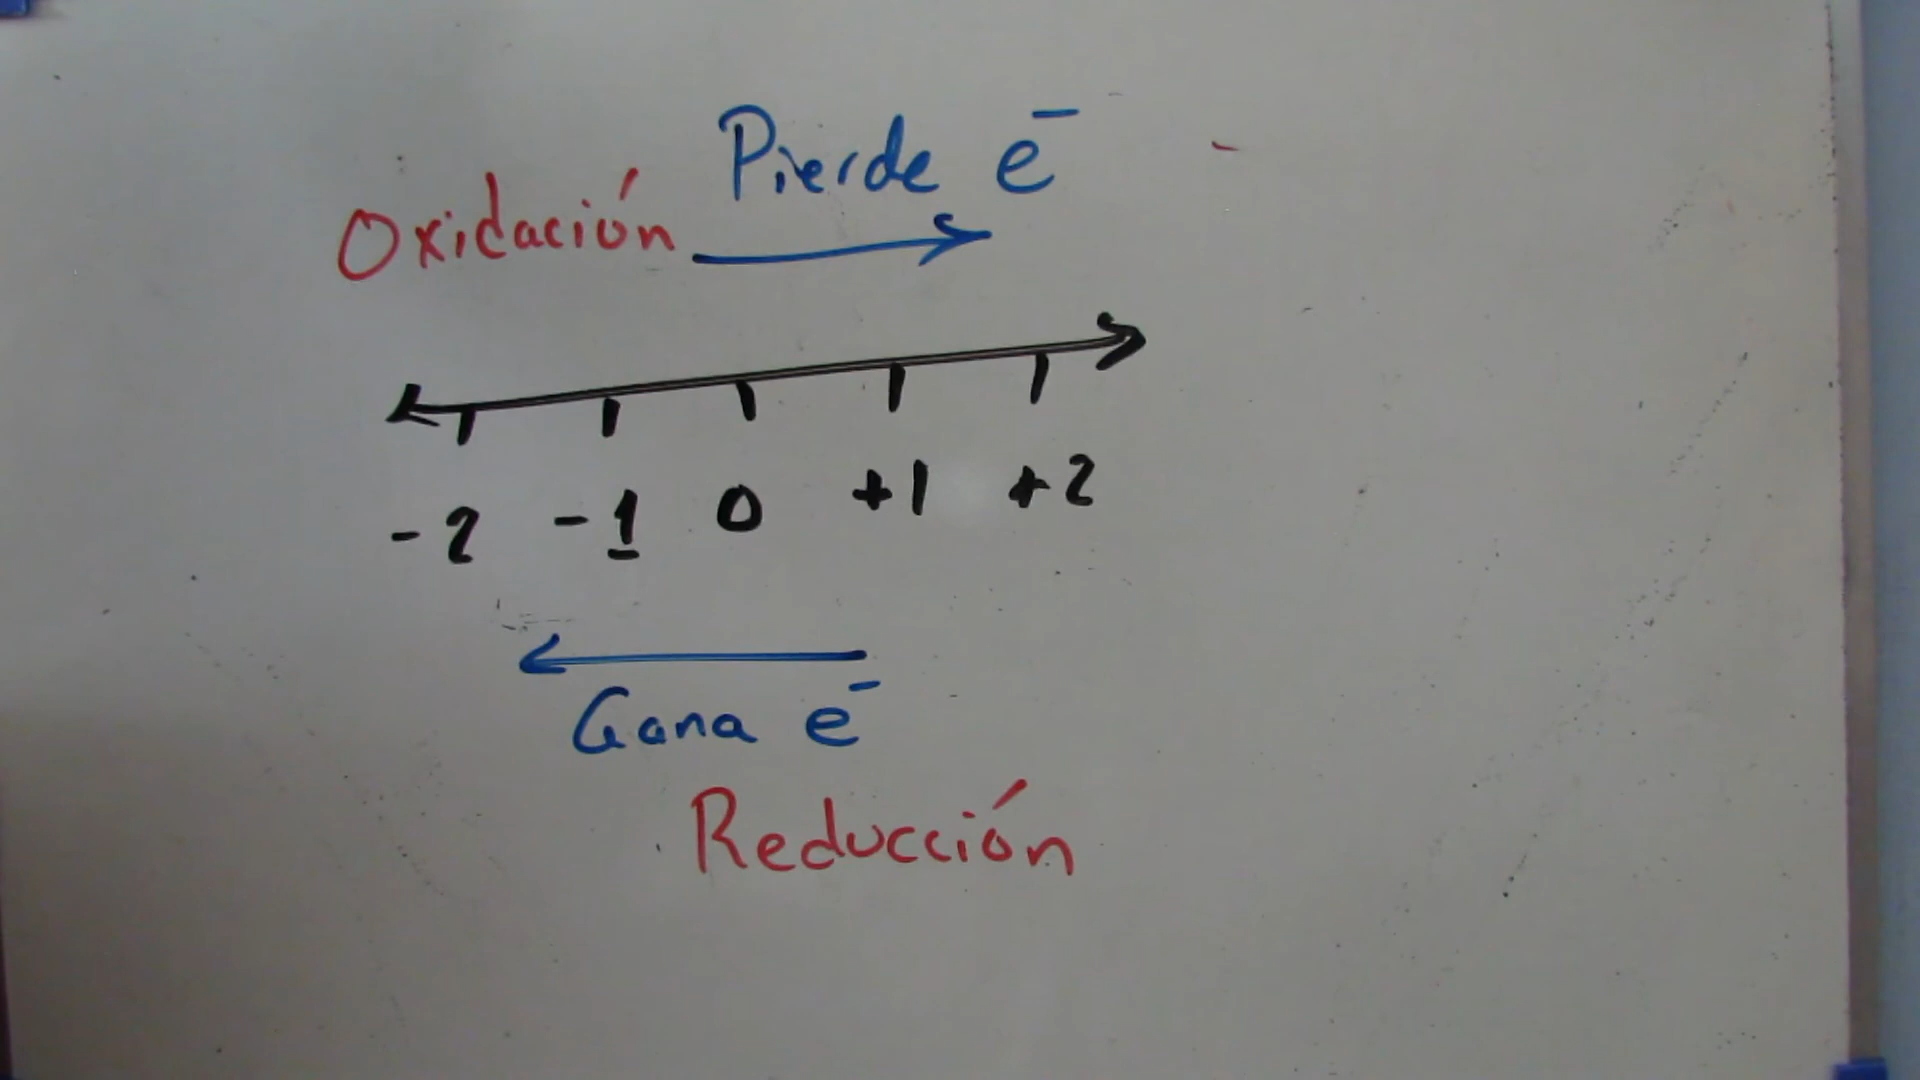 Pierde e⁻
Oxidación
-2 -1 0 +1 +2
Gana e⁻
Reducción